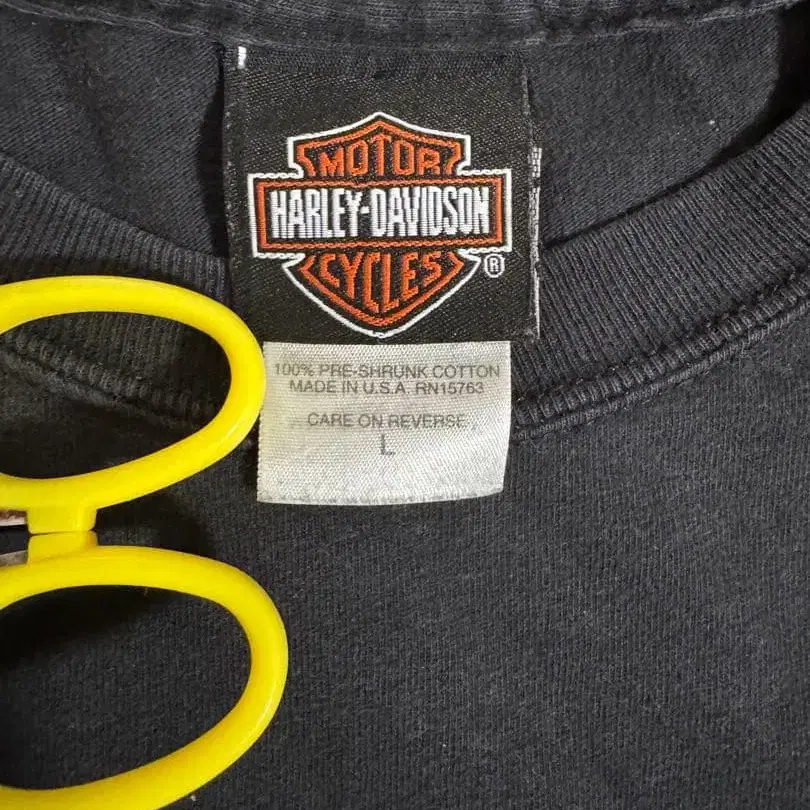 MOTOR
HARLEY-DAVIDSON
CYCLES
®
100% PRE-SHRUNK COTTON
MADE IN U.S.A. RN15763
CARE ON REVERSE
L